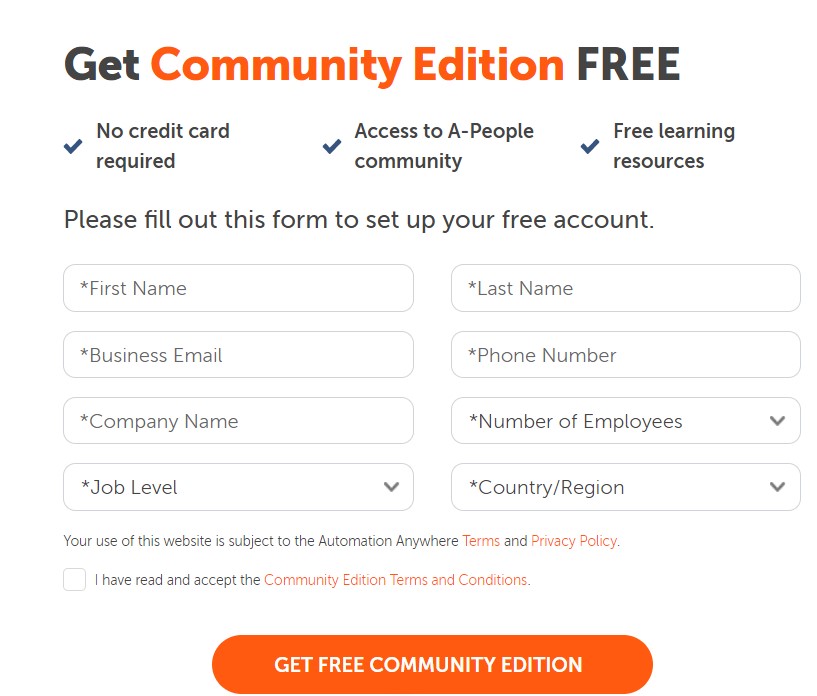 Get Community Edition FREE
No credit card
required
Access to A-People
community
Free learning
resources
Please fill out this form to set up your free account.
*First Name
*Last Name
*Business Email
*Phone Number
*Company Name
*Number of Employees
*Job Level
*Country/Region
Your use of this website is subject to the Automation Anywhere Terms and Privacy Policy.
I have read and accept the Community Edition Terms and Conditions.
GET FREE COMMUNITY EDITION